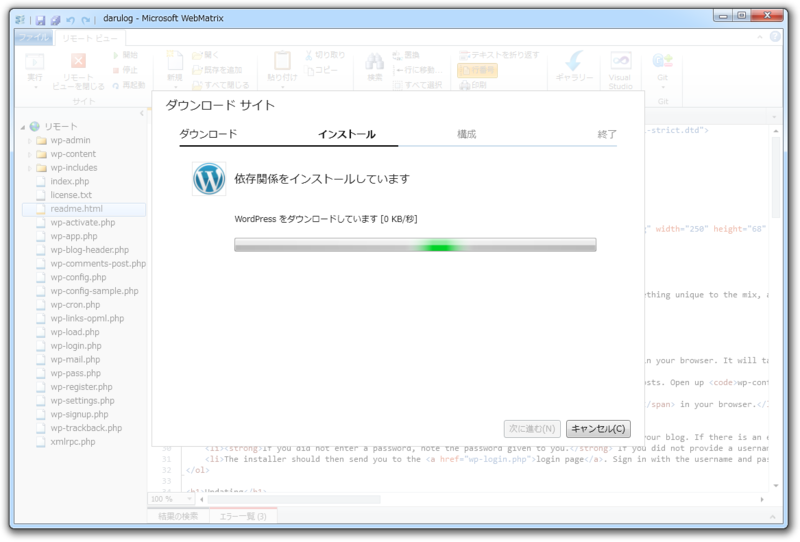 darulog - Microsoft WebMatrix
ファイル リモート ビュー
実行
リモート
ビューを閉じる
開始
停止
再起動
サイト
新規
開く
既存を追加
すべて閉じる
貼り付け
切り取り
コピー
検索
置換
行に移動...
すべて選択
テキストを折り返す
行番号
印刷
ギャラリー
Visual
Studio
Git
Git
リモート
wp-admin
wp-content
wp-includes
index.php
license.txt
readme.html
wp-activate.php
wp-app.php
wp-blog-header.php
wp-comments-post.php
wp-config.php
wp-config-sample.php
wp-cron.php
wp-links-opml.php
wp-load.php
wp-login.php
wp-mail.php
wp-pass.php
wp-register.php
wp-settings.php
wp-signup.php
wp-trackback.php
xmlrpc.php
ダウンロード サイト
ダウンロード インストール 構成 終了
依存関係をインストールしています
WordPress をダウンロードしています [0 KB/秒]
次に進む(N) キャンセル(C)
-strict.dtd">
width="250" height="68"
ything unique to the mix, a
in your browser. It will ta
sts. Open up <code>wp-conf
</span> in your browser.</l
your blog. If there is an e
30 <li><strong>If you did not enter a password, note the password given to you.</strong> If you did not provide a userna
31 <li>The installer should then send you to the <a href="wp-login.php">login page</a>. Sign in with the username and pas
32 </ol>
33
<h1>Updating</h1>
100 %
結果の検索 エラー一覧 (3)